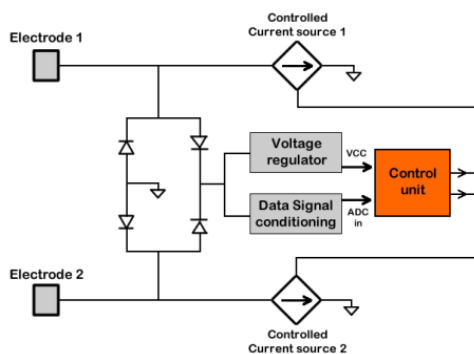 Controlled
Current source 1
Electrode 1
Voltage
regulator
VCC
Control
unit
Data Signal
conditioning
ADC
in
Electrode 2
Controlled
Current source 2